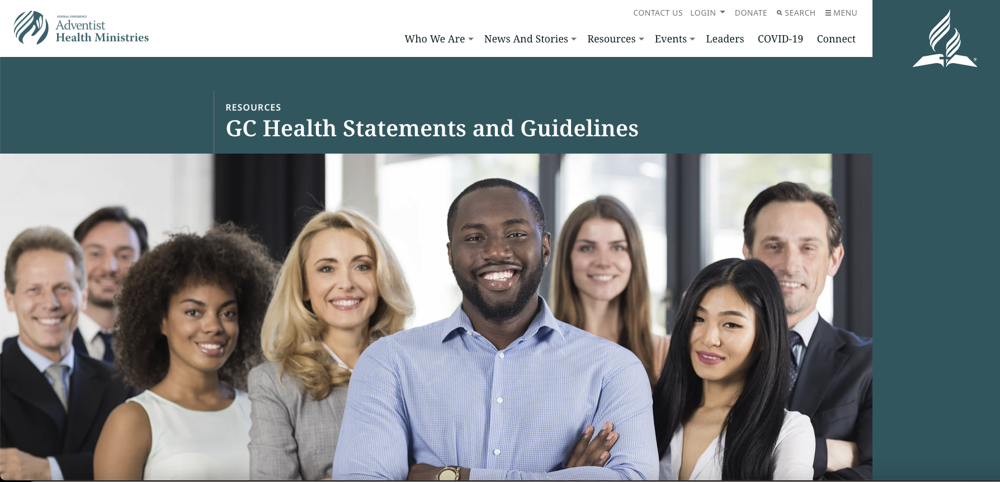 GENERAL CONFERENCE
Adventist
Health Ministries
CONTACT US LOGIN DONATE SEARCH MENU
Who We Are News And Stories Resources Events Leaders COVID-19 Connect
®
RESOURCES
GC Health Statements and Guidelines